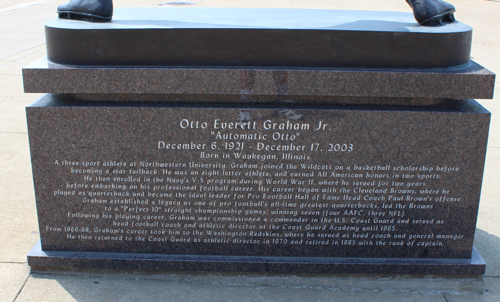 Otto Everett Graham Jr.
"Automatic Otto"
December 6, 1921 - December 17, 2003
Born in Waukegan, Illinois
A three-sport athlete at Northwestern University, Graham joined the Wildcats on a basketball scholarship before
becoming a star tailback. He was an eight-letter athlete, and earned All American honors in two sports.
He then enrolled in the Navy's V-5 program during World War II, where he served for two years,
before embarking on his professional football career. His career began with the Cleveland Browns, where he
played as quarterback and became the ideal leader for Pro Football Hall of Fame Head Coach Paul Brown's offense.
Graham established a legacy as one of pro football's all-time greatest quarterbacks, led the Browns
to a "Perfect 10" straight championship games, winning seven (four AAFC, three NFL).
Following his playing career, Graham was commissioned a commander in the U.S. Coast Guard and served as
head football coach and athletic director at the Coast Guard Academy until 1965.
From 1966-68, Graham's career took him to the Washington Redskins, where he served as head coach and general manager.
He then returned to the Coast Guard as athletic director in 1970 and retired in 1985 with the rank of captain.